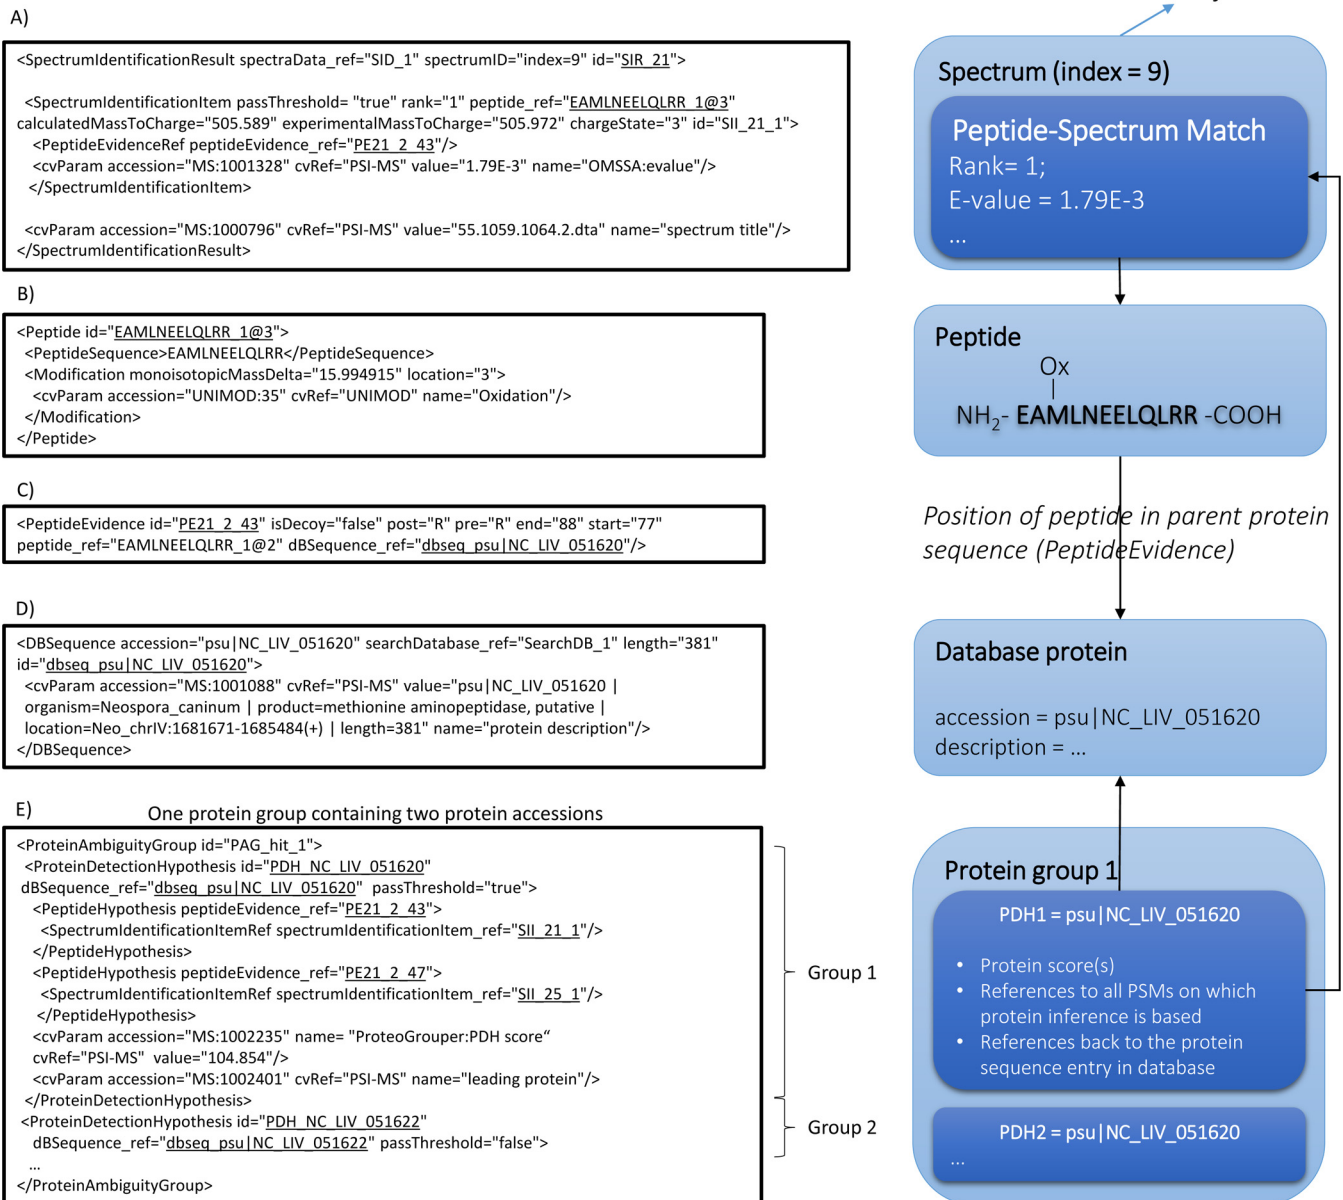 A)
<SpectrumIdentificationResult spectraData_ref="SID_1" spectrumID="index=9" id="SIR_21">
<SpectrumIdentificationItem passThreshold= "true" rank="1" peptide_ref="EAMLNEELQLRR_1@3"
calculatedMassToCharge="505.589" experimentalMassToCharge="505.972" chargeState="3" id="SII_21_1">
<PeptideEvidenceRef peptideEvidence_ref="PE21_2_43"/>
<cvParam accession="MS:1001328" cvRef="PSI-MS" value="1.79E-3" name="OMSSA:evalue"/>
</SpectrumIdentificationItem>
<cvParam accession="MS:1000796" cvRef="PSI-MS" value="55.1059.1064.2.dta" name="spectrum title"/>
</SpectrumIdentificationResult>
B)
<Peptide id="EAMLNEELQLRR_1@3">
<PeptideSequence>EAMLNEELQLRR</PeptideSequence>
<Modification monoisotopicMassDelta="15.994915" location="3">
<cvParam accession="UNIMOD:35" cvRef="UNIMOD" name="Oxidation"/>
</Modification>
</Peptide>
C)
<PeptideEvidence id="PE21_2_43" isDecoy="false" post="R" pre="R" end="88" start="77"
peptide_ref="EAMLNEELQLRR_1@2" dBSequence_ref="dbseq_psu|NC_LIV_051620"/>
D)
<DBSequence accession="psu|NC_LIV_051620" searchDatabase_ref="SearchDB_1" length="381"
id="dbseq_psu|NC_LIV_051620">
<cvParam accession="MS:1001088" cvRef="PSI-MS" value="psu|NC_LIV_051620 |
organism=Neospora_caninum | product=methionine aminopeptidase, putative |
location=Neo_chrIV:1681671-1685484(+) | length=381" name="protein description"/>
</DBSequence>
E)
One protein group containing two protein accessions
<ProteinAmbiguityGroup id="PAG_hit_1">
<ProteinDetectionHypothesis id="PDH_NC_LIV_051620"
dBSequence_ref="dbseq_psu|NC_LIV_051620" passThreshold="true">
<PeptideHypothesis peptideEvidence_ref="PE21_2_43">
<SpectrumIdentificationItemRef spectrumIdentificationItem_ref="SII_21_1"/>
</PeptideHypothesis>
<PeptideHypothesis peptideEvidence_ref="PE21_2_47">
<SpectrumIdentificationItemRef spectrumIdentificationItem_ref="SII_25_1"/>
</PeptideHypothesis>
<cvParam accession="MS:1002235" name= "ProteoGrouper:PDH score“
cvRef="PSI-MS" value="104.854"/>
<cvParam accession="MS:1002401" cvRef="PSI-MS" name="leading protein"/>
</ProteinDetectionHypothesis>
<ProteinDetectionHypothesis id="PDH_NC_LIV_051622"
dBSequence_ref="dbseq_psu|NC_LIV_051622" passThreshold="false">
...
</ProteinAmbiguityGroup>
Group 1
Group 2
Spectrum (index = 9)
Peptide-Spectrum Match
Rank= 1;
E-value = 1.79E-3
...
Peptide
Ox
NH2- EAMLNEELQLRR -COOH
Position of peptide in parent protein
sequence (PeptideEvidence)
Database protein
accession = psu|NC_LIV_051620
description = ...
Protein group 1
PDH1 = psu|NC_LIV_051620
• Protein score(s)
• References to all PSMs on which
protein inference is based
• References back to the protein
sequence entry in database
PDH2 = psu|NC_LIV_051620
...